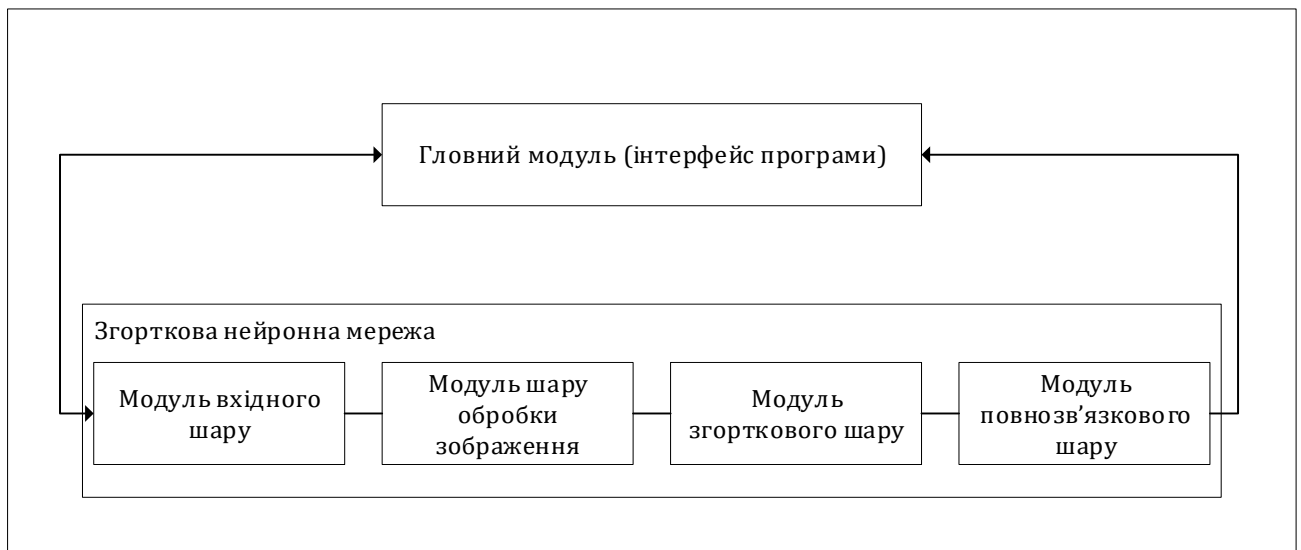 Гловний модуль (інтерфейс програми)
Згорткова нейронна мережа
Модуль вхідного
шару
Модуль шару
обробки
зображення
Модуль
згорткового шару
Модуль
повнозв’язкового
шару